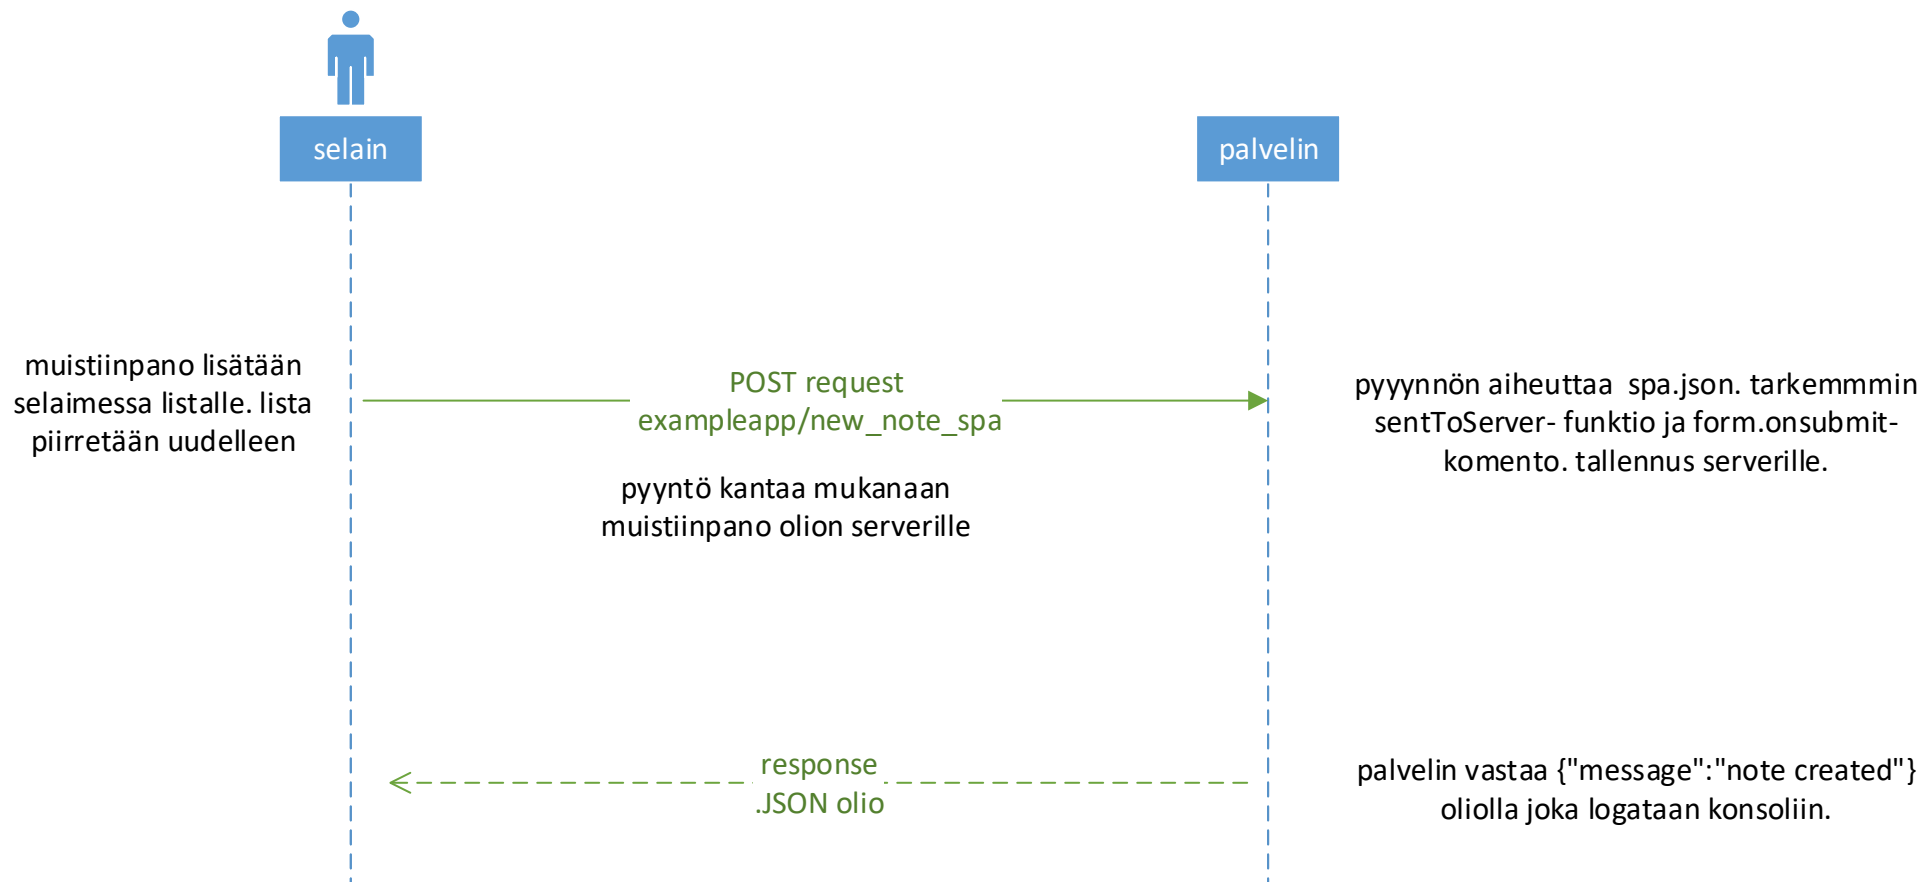 selain
palvelin
muistiinpano lisätään
selaimessa listalle. lista
piirretään uudelleen
POST request
exampleapp/new_note_spa
pyyntö kantaa mukanaan
muistiinpano olion serverille
pyyynnön aiheuttaa  spa.json. tarkemmmin
sentToServer- funktio ja form.onsubmit-
komento. tallennus serverille.
response
.JSON olio
palvelin vastaa {"message":"note created"}
oliolla joka logataan konsoliin.